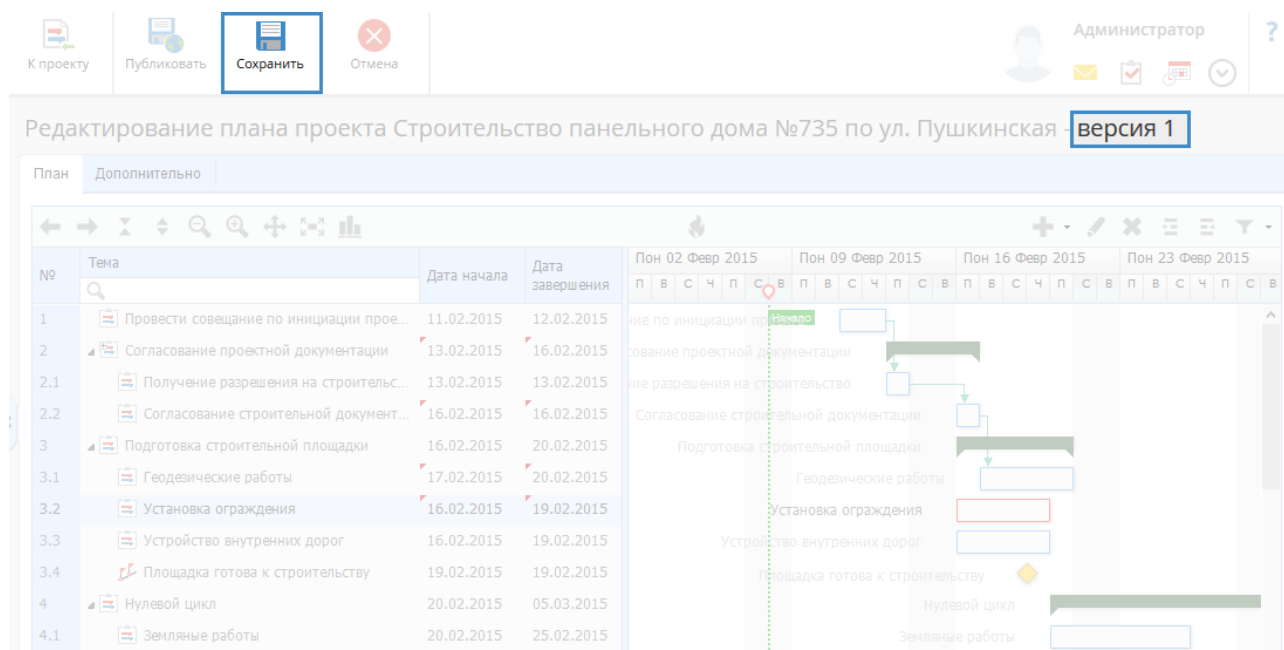 К проекту Публиковать Сохранить Отмена
Администратор ?
Редактирование плана проекта Строительство панельного дома №735 по ул. Пушкинская - версия 1
План Дополнительно
№ Тема Дата начала Дата завершения
Пон 02 Февр 2015 Пон 09 Февр 2015 Пон 16 Февр 2015 Пон 23 Февр 2015
П В С Ч П С В П В С Ч П С В П В С Ч П С В П В С Ч П С В
1 Провести совещание по инициации прое... 11.02.2015 12.02.2015 ние по инициации Начало
2 Согласование проектной документации 13.02.2015 16.02.2015 сование проектной документации
2.1 Получение разрешения на строительс... 13.02.2015 13.02.2015 ние разрешения на строительство
2.2 Согласование строительной документ... 16.02.2015 16.02.2015 Согласование строительной документации
3 Подготовка строительной площадки 16.02.2015 20.02.2015 Подготовка строительной площадки
3.1 Геодезические работы 17.02.2015 20.02.2015 Геодезические работы
3.2 Установка ограждения 16.02.2015 19.02.2015 Установка ограждения
3.3 Устройство внутренних дорог 16.02.2015 19.02.2015 Устройство внутренних дорог
3.4 Площадка готова к строительству 19.02.2015 19.02.2015 Площадка готова к строительству
4 Нулевой цикл 20.02.2015 05.03.2015 Нулевой цикл
4.1 Земляные работы 20.02.2015 25.02.2015 Земляные работы